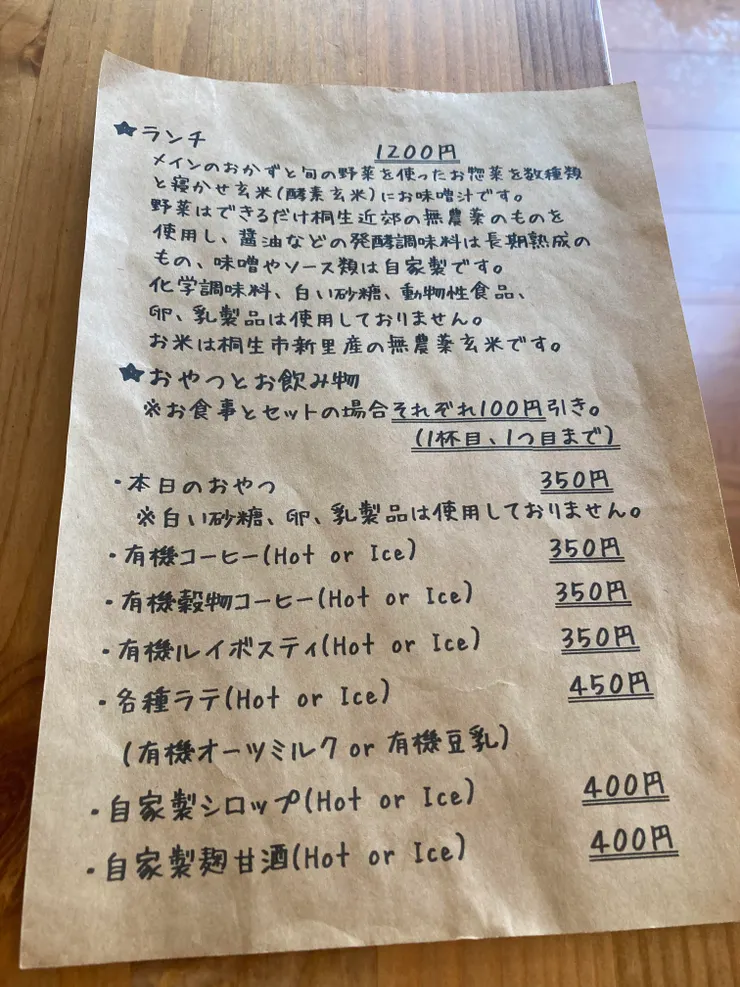 ★ランチ 1200円
メインのおかずと旬の野菜を使ったお惣菜を数種類
と寝かせ玄米(酵素玄米)にお味噌汁です。
野菜はできるだけ桐生近郊の無農薬のものを
使用し、醤油などの発酵調味料は長期熟成の
もの、味噌やソース類は自家製です。
化学調味料、白い砂糖、動物性食品、
卵、乳製品は使用しておりません。
お米は桐生市新里産の無農薬玄米です。
★おやつとお飲み物
※お食事とセットの場合それぞれ100円引き。
(1杯目、1つ目まで)
・本日のおやつ 350円
※白い砂糖、卵、乳製品は使用しておりません。
・有機コーヒー(Hot or Ice) 350円
・有機穀物コーヒー(Hot or Ice) 350円
・有機ルイボスティ(Hot or Ice) 350円
・各種ラテ(Hot or Ice) 450円
(有機オーツミルク or 有機豆乳)
・自家製シロップ(Hot or Ice) 400円
・自家製麹甘酒(Hot or Ice) 400円